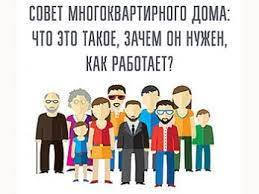 СОВЕТ МНОГОКВАРТИРНОГО ДОМА:
ЧТО ЭТО ТАКОЕ, ЗАЧЕМ ОН НУЖЕН,
КАК РАБОТАЕТ?